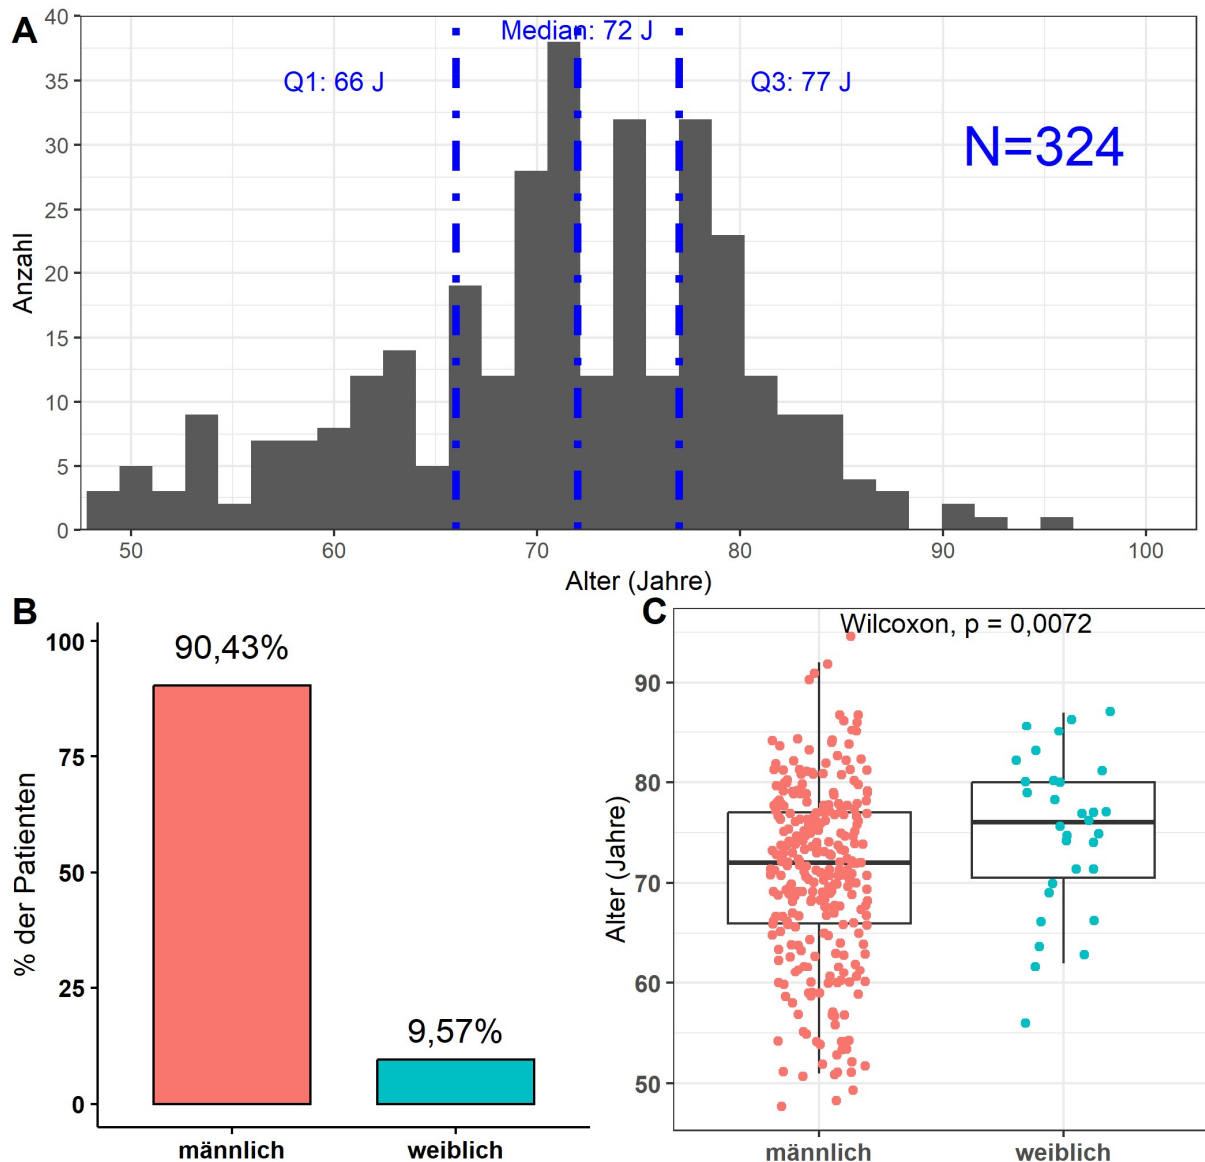 A
Median: 72 J
Q1: 66 J
Q3: 77 J
N=324
40
35
30
25
20
15
10
5
0
Anzahl
50 60 70 80 90 100
Alter (Jahre)
B
100
75
50
25
0
% der Patienten
90,43%
9,57%
männlich weiblich
C
Wilcoxon, p = 0,0072
90
80
70
60
50
Alter (Jahre)
männlich weiblich